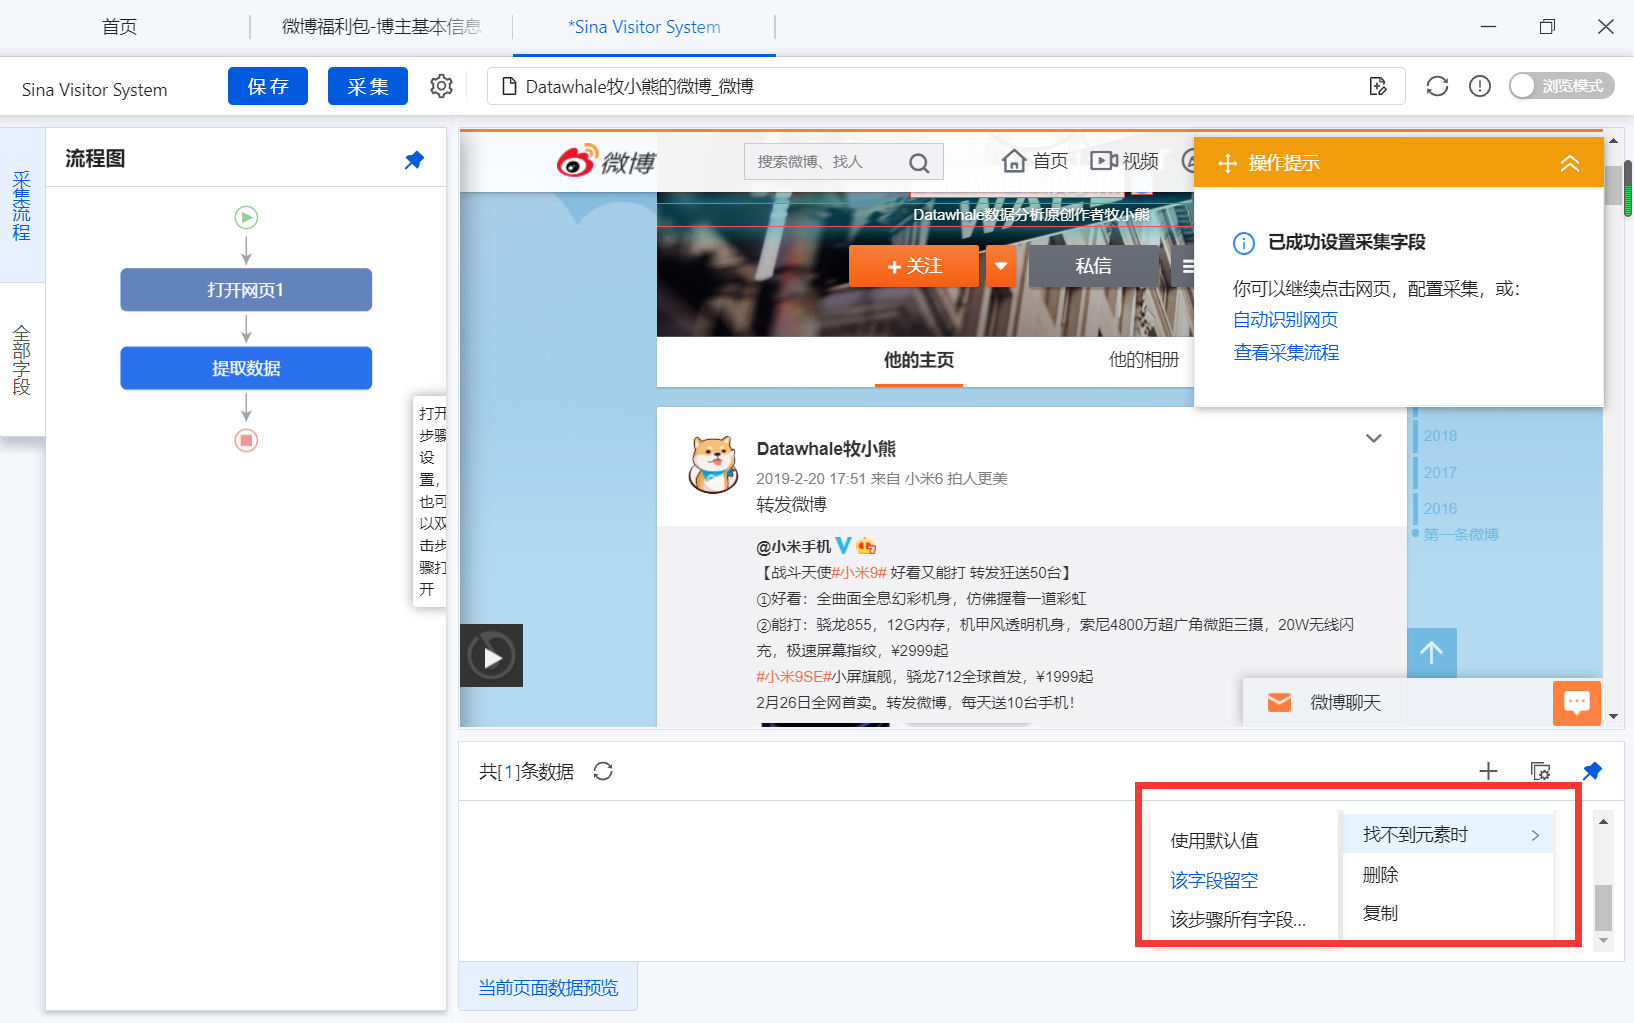 首页
微博福利包-博主基本信息
*Sina Visitor System
Sina Visitor System
保存
采集
Datawhale牧小熊的微博_微博
浏览模式
采集流程
全部字段
流程图
打开网页1
提取数据
打开
步骤
设
置,
也可
以双
击步
骤打
开
微博
搜索微博、找人
首页
视频
Datawhale数据分析原创作者牧小熊
+关注
私信
他的主页
他的相册
操作提示
已成功设置采集字段
你可以继续点击网页，配置采集，或：
自动识别网页
查看采集流程
2018
2017
2016
第一条微博
Datawhale牧小熊
2019-2-20 17:51 来自 小米6 拍人更美
转发微博
@小米手机
【战斗天使#小米9# 好看又能打 转发狂送50台】
①好看：全曲面全息幻彩机身，仿佛握着一道彩虹
②能打：骁龙855，12G内存，机甲风透明机身，索尼4800万超广角微距三摄，20W无线闪
充，极速屏幕指纹，¥2999起
#小米9SE#小屏旗舰，骁龙712全球首发，¥1999起
2月26日全网首卖。转发微博，每天送10台手机！
微博聊天
共[1]条数据
使用默认值
该字段留空
该步骤所有字段...
找不到元素时
删除
复制
当前页面数据预览